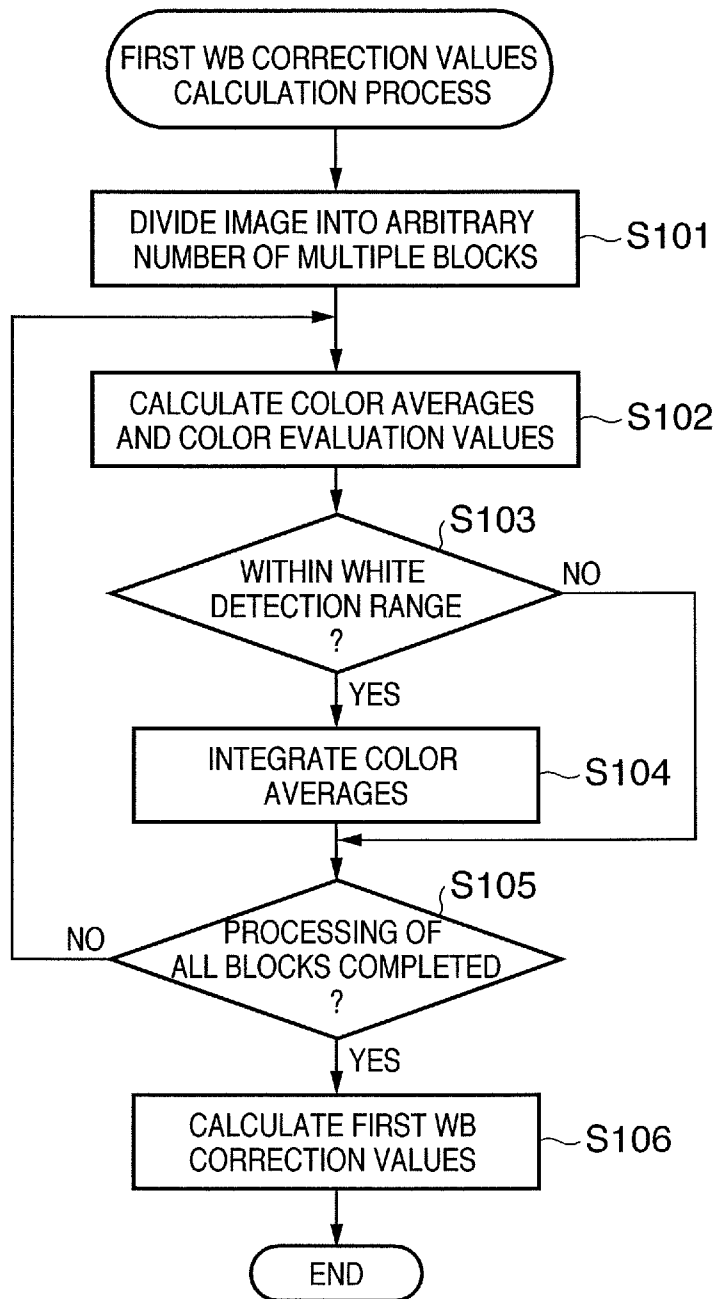 FIRST WB CORRECTION VALUES
CALCULATION PROCESS
DIVIDE IMAGE INTO ARBITRARY
NUMBER OF MULTIPLE BLOCKS
S101
CALCULATE COLOR AVERAGES
AND COLOR EVALUATION VALUES
S102
S103
WITHIN WHITE
DETECTION RANGE
?
NO
YES
INTEGRATE COLOR
AVERAGES
S104
S105
PROCESSING OF
ALL BLOCKS COMPLETED
?
NO
YES
CALCULATE FIRST WB
CORRECTION VALUES
S106
END